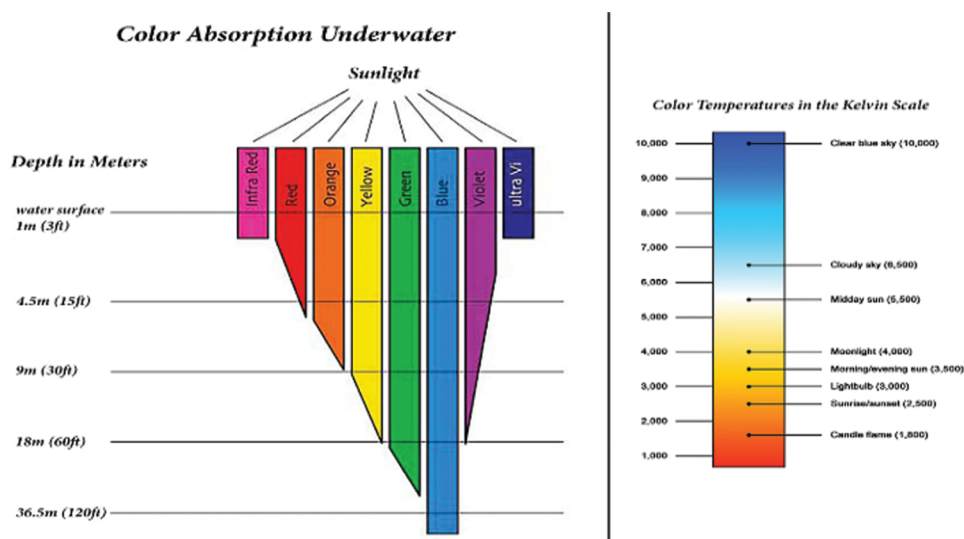 Color Absorption Underwater
Sunlight
Depth in Meters
Infra Red
Red
Orange
Yellow
Green
Blue
Violet
ultra Vi
water surface
1m (3ft)
4.5m (15ft)
9m (30ft)
18m (60ft)
36.5m (120ft)
Color Temperatures in the Kelvin Scale
10,000
9,000
8,000
7,000
6,000
5,000
4,000
3,000
2,000
1,000
Clear blue sky (10,000)
Cloudy sky (6,500)
Midday sun (5,500)
Moonlight (4,000)
Morning/evening sun (3,500)
Lightbulb (3,000)
Sunrise/sunset (2,500)
Candle flame (1,800)